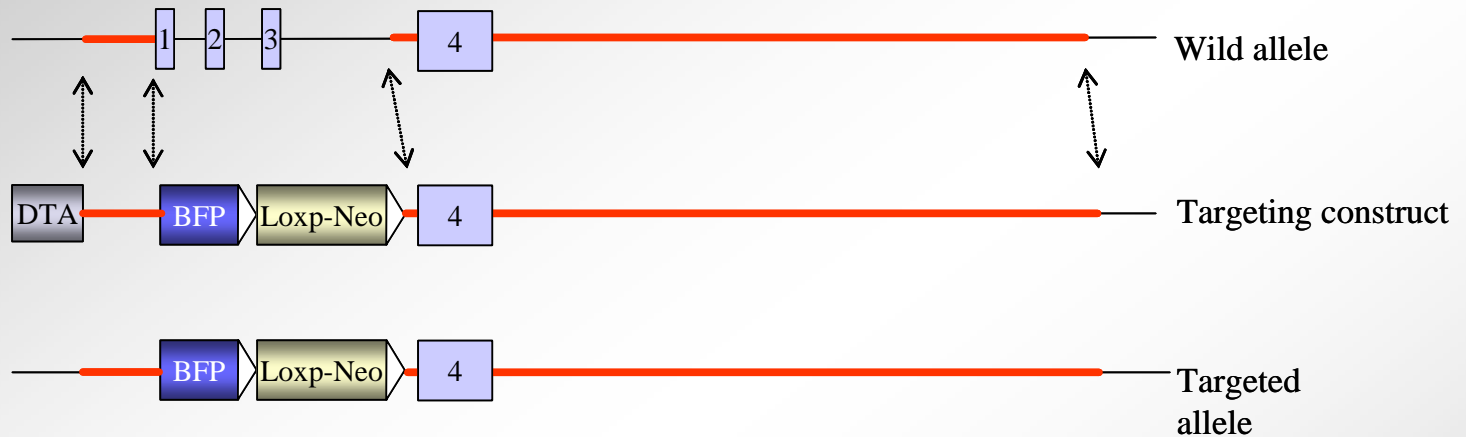 1 2 3 4 Wild allele
DTA BFP Loxp-Neo 4 Targeting construct
BFP Loxp-Neo 4 Targeted
allele